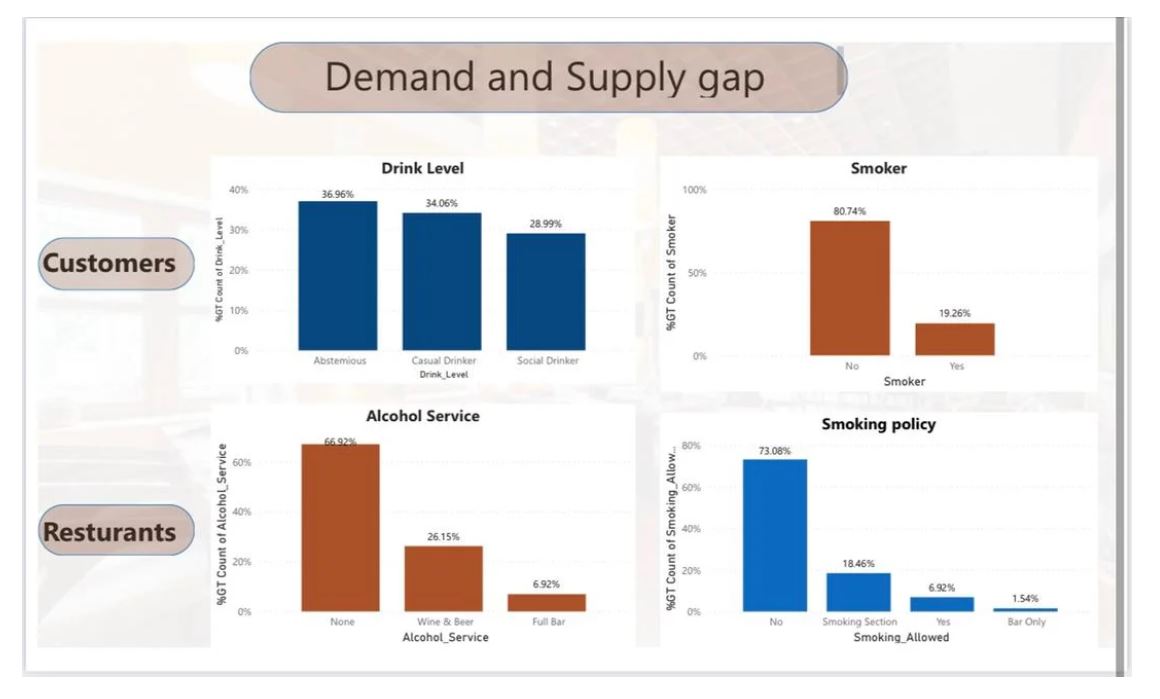 Demand and Supply gap
Customers
Drink Level
%GT Count of Drink_Level
40%
30%
20%
10%
0%
36.96%
34.06%
28.99%
Abstemious
Casual Drinker
Social Drinker
Drink_Level
Smoker
%GT Count of Smoker
100%
50%
0%
80.74%
19.26%
No
Yes
Smoker
Resturants
Alcohol Service
%GT Count of Alcohol_Service
60%
40%
20%
0%
66.92%
26.15%
6.92%
None
Wine & Beer
Full Bar
Alcohol_Service
Smoking policy
%GT Count of Smoking_Allow...
80%
60%
40%
20%
0%
73.08%
18.46%
6.92%
1.54%
No
Smoking Section
Yes
Bar Only
Smoking_Allowed